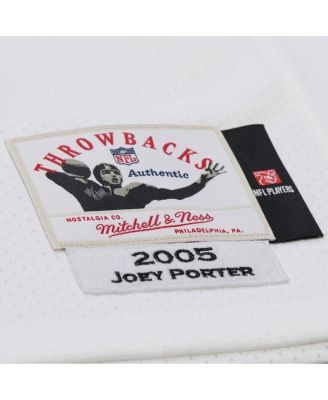 THROWBACKS
NFL
Authentic
NOSTALGIA CO.
Mitchell & Ness
PHILADELPHIA, PA.
NFL PLAYERS
2005
JOEY PORTER